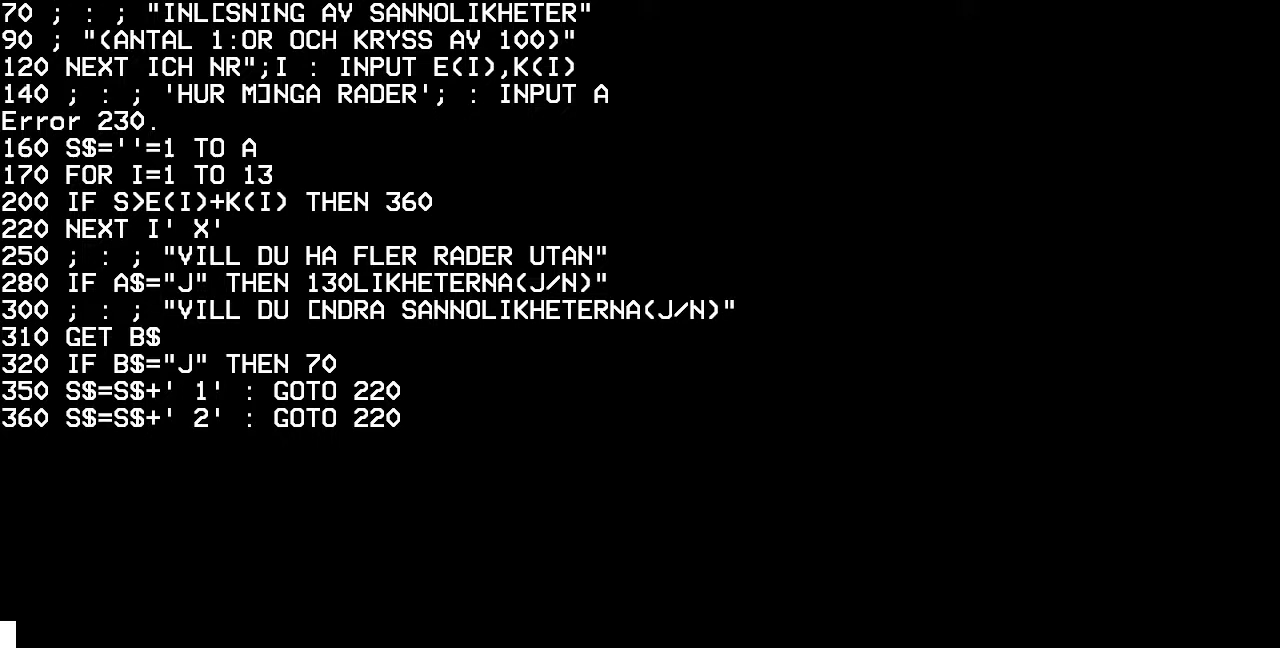 70 ; : ; "INL[SNING AV SANNOLIKHETER"
90 ; "(ANTAL 1:OR OCH KRYSS AV 100)"
120 NEXT ICH NR";I : INPUT E(I),K(I)
140 ; : ; 'HUR M]NGA RADER'; : INPUT A
Error 230.
160 S$=''=1 TO A
170 FOR I=1 TO 13
200 IF S>E(I)+K(I) THEN 360
220 NEXT I' X'
250 ; : ; "VILL DU HA FLER RADER UTAN"
280 IF A$="J" THEN 130LIKHETERNA(J/N)"
300 ; : ; "VILL DU [NDRA SANNOLIKHETERNA(J/N)"
310 GET B$
320 IF B$="J" THEN 70
350 S$=S$+' 1' : GOTO 220
360 S$=S$+' 2' : GOTO 220